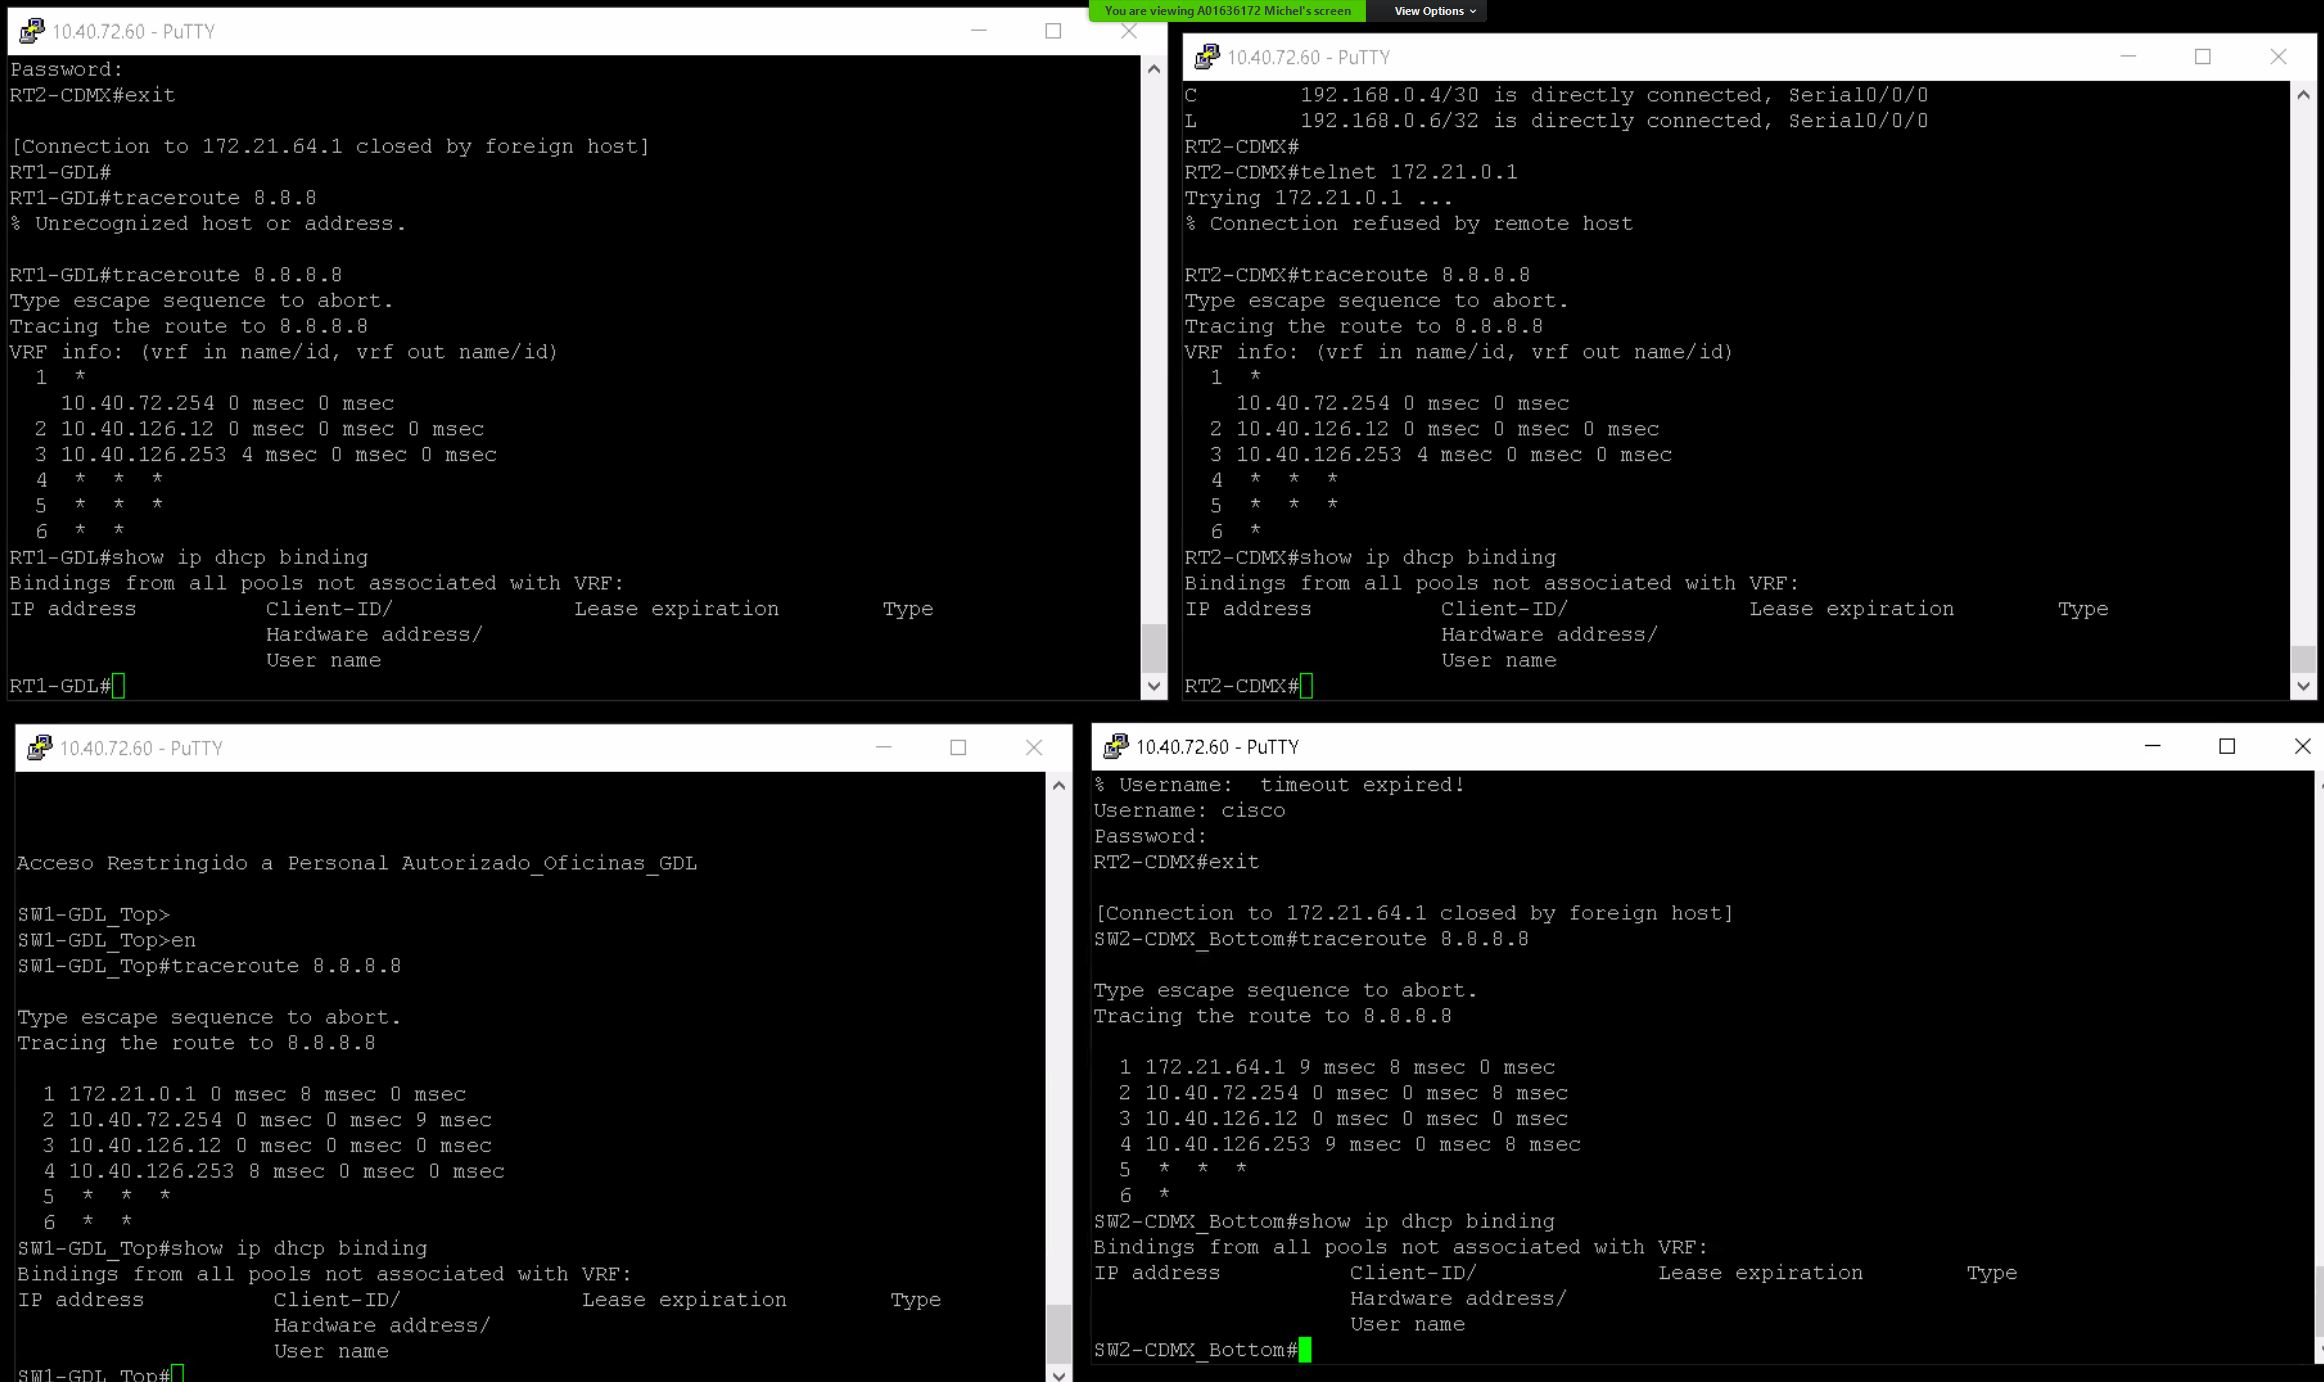 You are viewing A01636172 Michel's screen
View Options
10.40.72.60 - PuTTY
Password:
RT2-CDMX#exit
[Connection to 172.21.64.1 closed by foreign host]
RT1-GDL#
RT1-GDL#traceroute 8.8.8
% Unrecognized host or address.
RT1-GDL#traceroute 8.8.8.8
Type escape sequence to abort.
Tracing the route to 8.8.8.8
VRF info: (vrf in name/id, vrf out name/id)
1 *
10.40.72.254 0 msec 0 msec
2 10.40.126.12 0 msec 0 msec 0 msec
3 10.40.126.253 4 msec 0 msec 0 msec
4 * * *
5 * * *
6 * *
RT1-GDL#show ip dhcp binding
Bindings from all pools not associated with VRF:
IP address Client-ID/ Lease expiration Type
Hardware address/
User name
RT1-GDL#
10.40.72.60 - PuTTY
C 192.168.0.4/30 is directly connected, Serial0/0/0
L 192.168.0.6/32 is directly connected, Serial0/0/0
RT2-CDMX#
RT2-CDMX#telnet 172.21.0.1
Trying 172.21.0.1 ...
% Connection refused by remote host
RT2-CDMX#traceroute 8.8.8.8
Type escape sequence to abort.
Tracing the route to 8.8.8.8
VRF info: (vrf in name/id, vrf out name/id)
1 *
10.40.72.254 0 msec 0 msec
2 10.40.126.12 0 msec 0 msec 0 msec
3 10.40.126.253 4 msec 0 msec 0 msec
4 * * *
5 * * *
6 *
RT2-CDMX#show ip dhcp binding
Bindings from all pools not associated with VRF:
IP address Client-ID/ Lease expiration Type
Hardware address/
User name
RT2-CDMX#
10.40.72.60 - PuTTY
Acceso Restringido a Personal Autorizado_Oficinas_GDL
SW1-GDL_Top>
SW1-GDL_Top>en
SW1-GDL_Top#traceroute 8.8.8.8
Type escape sequence to abort.
Tracing the route to 8.8.8.8
1 172.21.0.1 0 msec 8 msec 0 msec
2 10.40.72.254 0 msec 0 msec 9 msec
3 10.40.126.12 0 msec 0 msec 0 msec
4 10.40.126.253 8 msec 0 msec 0 msec
5 * * *
6 * *
SW1-GDL_Top#show ip dhcp binding
Bindings from all pools not associated with VRF:
IP address Client-ID/ Lease expiration Type
Hardware address/
User name
SW1-GDL_Top#
10.40.72.60 - PuTTY
% Username: timeout expired!
Username: cisco
Password:
RT2-CDMX#exit
[Connection to 172.21.64.1 closed by foreign host]
SW2-CDMX_Bottom#traceroute 8.8.8.8
Type escape sequence to abort.
Tracing the route to 8.8.8.8
1 172.21.64.1 9 msec 8 msec 0 msec
2 10.40.72.254 0 msec 0 msec 8 msec
3 10.40.126.12 0 msec 0 msec 0 msec
4 10.40.126.253 9 msec 0 msec 8 msec
5 * * *
6 *
SW2-CDMX_Bottom#show ip dhcp binding
Bindings from all pools not associated with VRF:
IP address Client-ID/ Lease expiration Type
Hardware address/
User name
SW2-CDMX_Bottom#